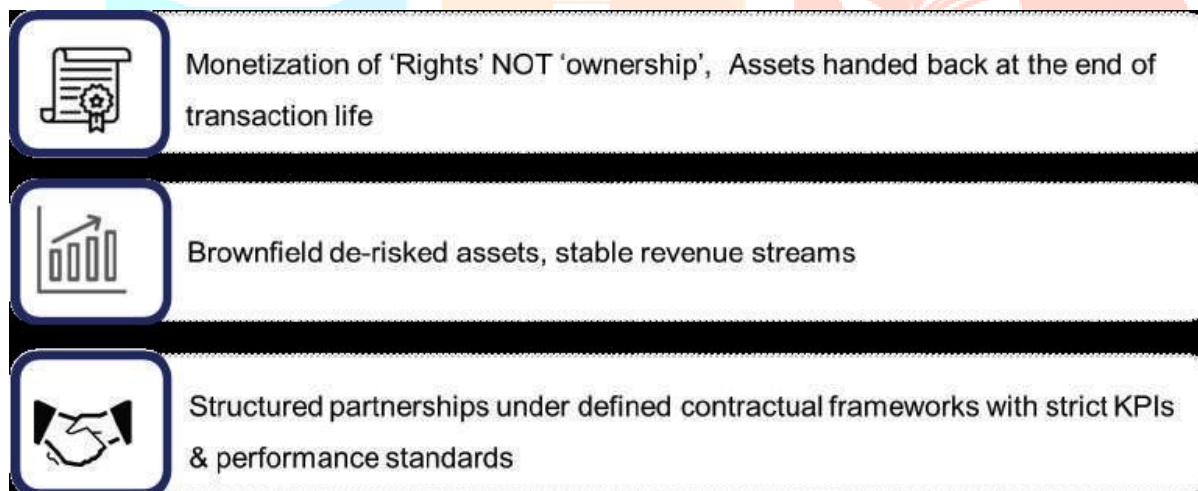 Monetization of ‘Rights’ NOT ‘ownership’, Assets handed back at the end of
transaction life
Brownfield de-risked assets, stable revenue streams
Structured partnerships under defined contractual frameworks with strict KPIs
& performance standards